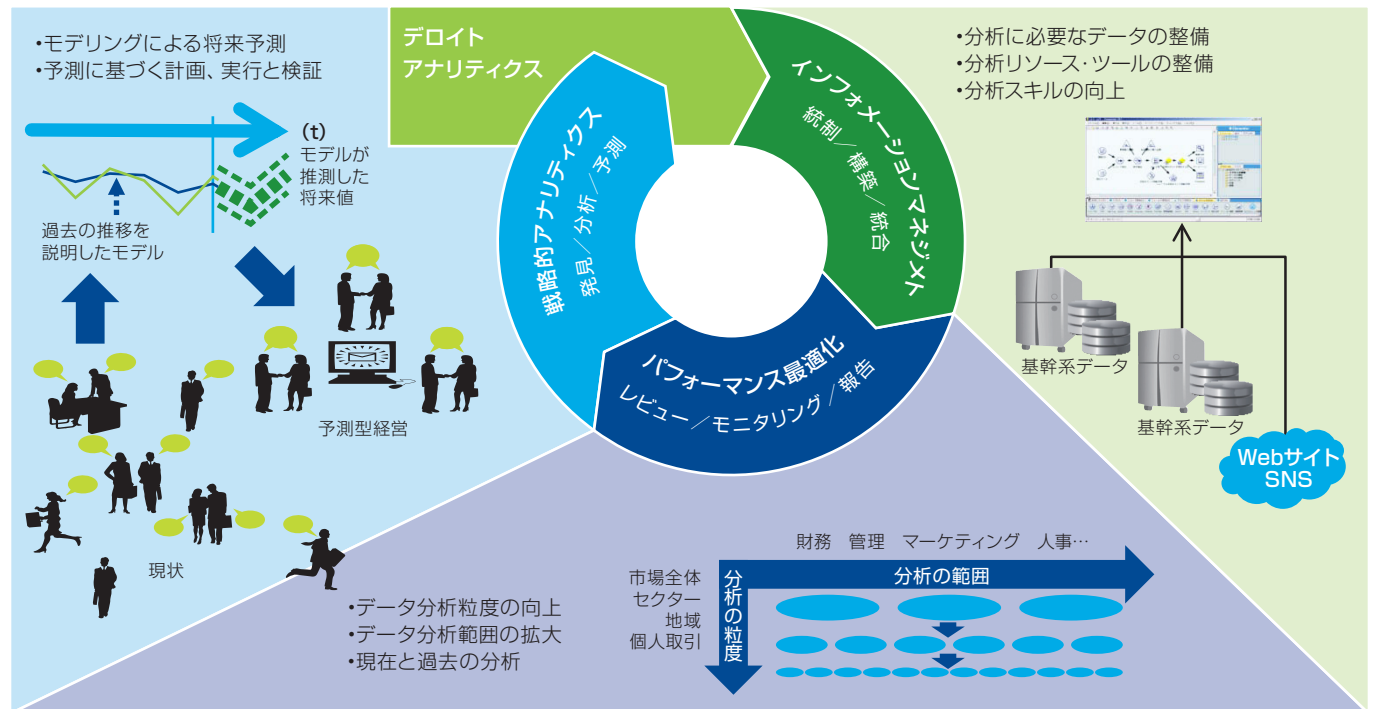 ・モデリングによる将来予測
・予測に基づく計画、実行と検証
(t)
モデルが
推測した
将来値
過去の推移を
説明したモデル
予測型経営
現状
デロイト
アナリティクス
戦略的アナリティクス
発見/分析/予測
インフォメーションマネジメント
統制/構築/統合
パフォーマンス最適化
レビュー/モニタリング/報告
・分析に必要なデータの整備
・分析リソース・ツールの整備
・分析スキルの向上
基幹系データ
基幹系データ
Webサイト
SNS
・データ分析粒度の向上
・データ分析範囲の拡大
・現在と過去の分析
財務 管理 マーケティング 人事…
分析の範囲
市場全体
セクター
地域
個人取引
分析の粒度